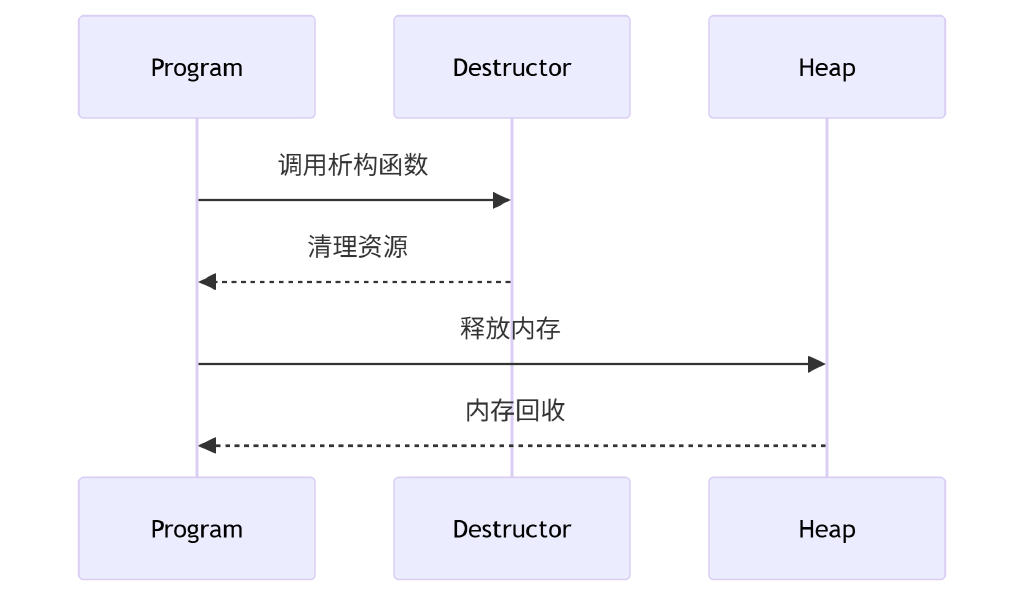 Program
Destructor
Heap
调用析构函数
清理资源
释放内存
内存回收
Program
Destructor
Heap